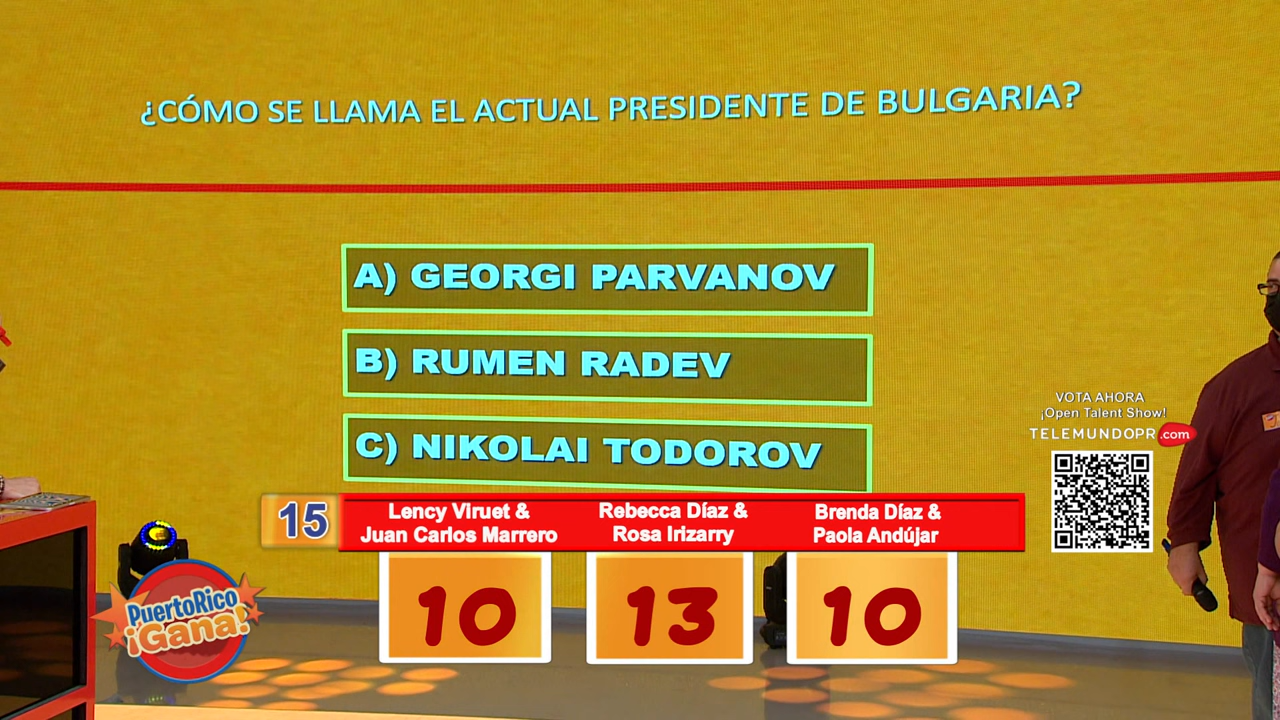 ¿CÓMO SE LLAMA EL ACTUAL PRESIDENTE DE BULGARIA?
A) GEORGI PARVANOV
B) RUMEN RADEV
C) NIKOLAI TODOROV
VOTA AHORA
¡Open Talent Show!
TELEMUNDOPR.com
15
Lency Viruet &
Juan Carlos Marrero
Rebecca Díaz &
Rosa Irizarry
Brenda Díaz &
Paola Andújar
10
13
10
PuertoRico
¡Gana!